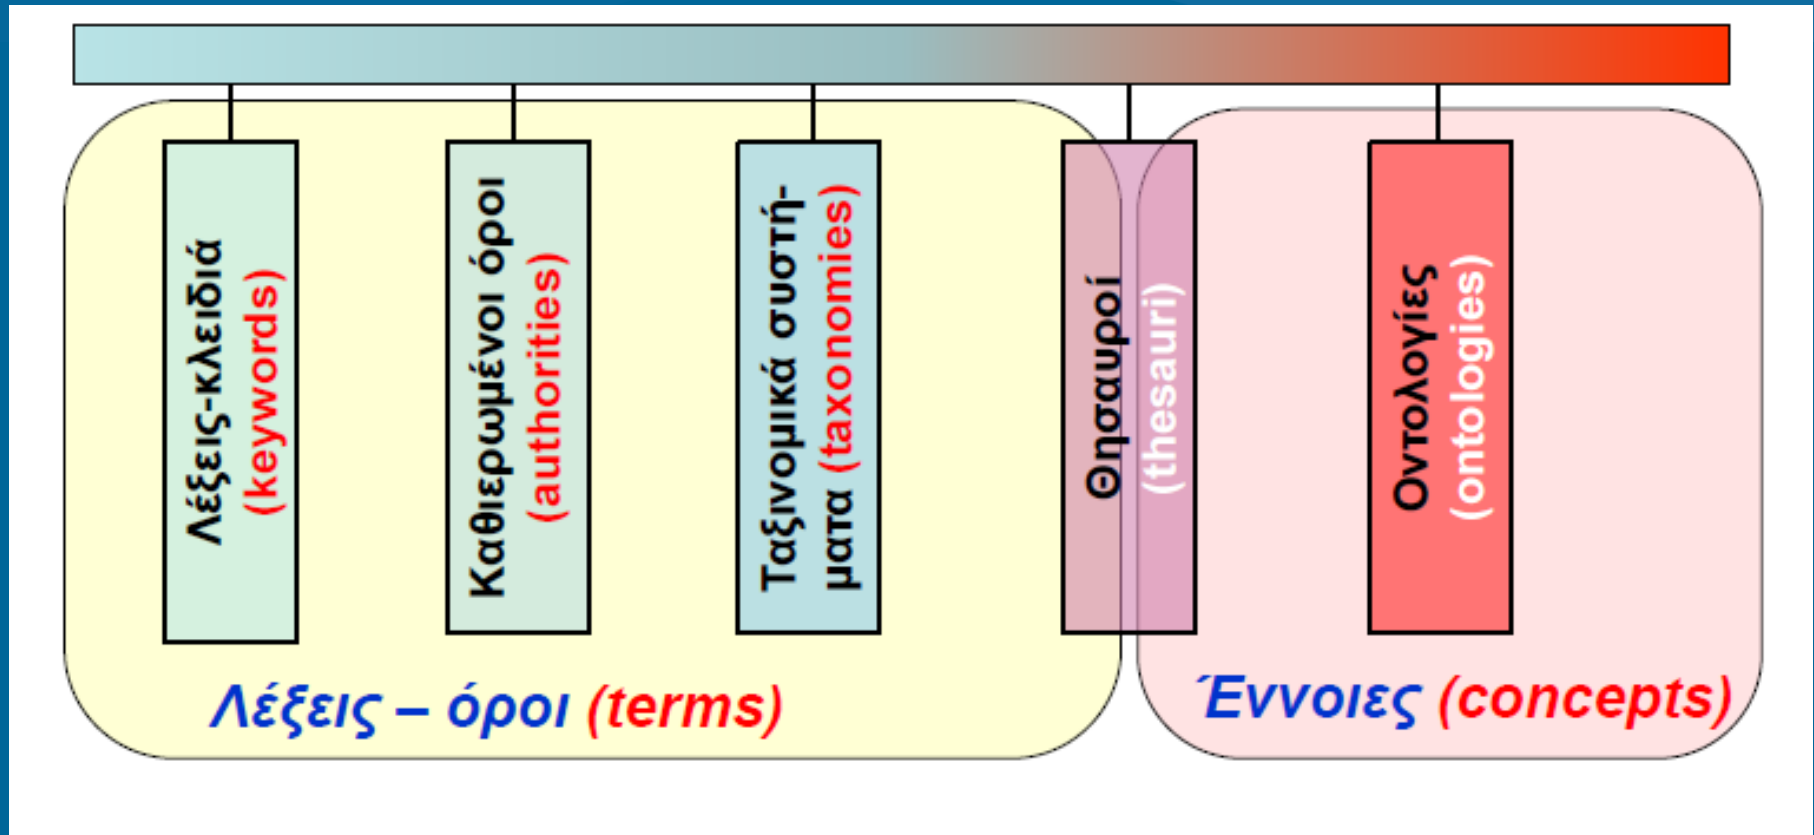 Λέξεις-κλειδιά
(keywords)
Καθιερωμένοι όροι
(authorities)
Ταξινομικά συστή-
ματα (taxonomies)
Θησαυροί
(thesauri)
Οντολογίες
(ontologies)
Λέξεις – όροι (terms)
Έννοιες (concepts)